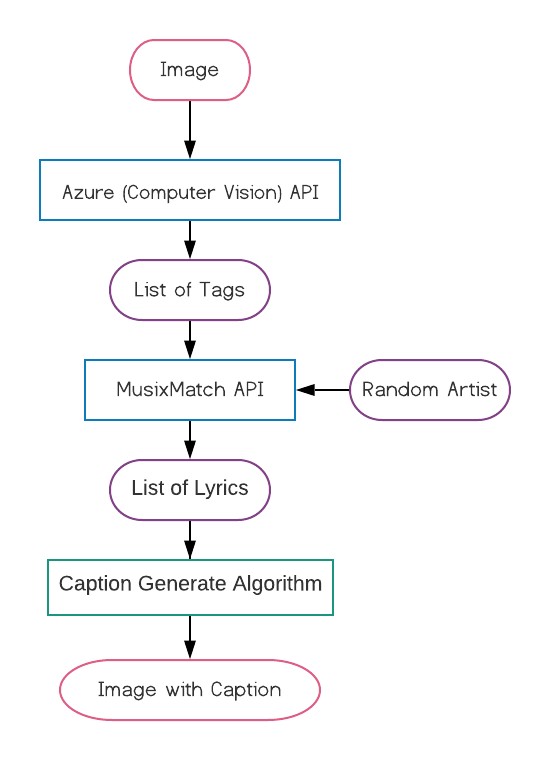 Image
Azure (Computer Vision) API
List of Tags
MusixMatch API
Random Artist
List of Lyrics
Caption Generate Algorithm
Image with Caption